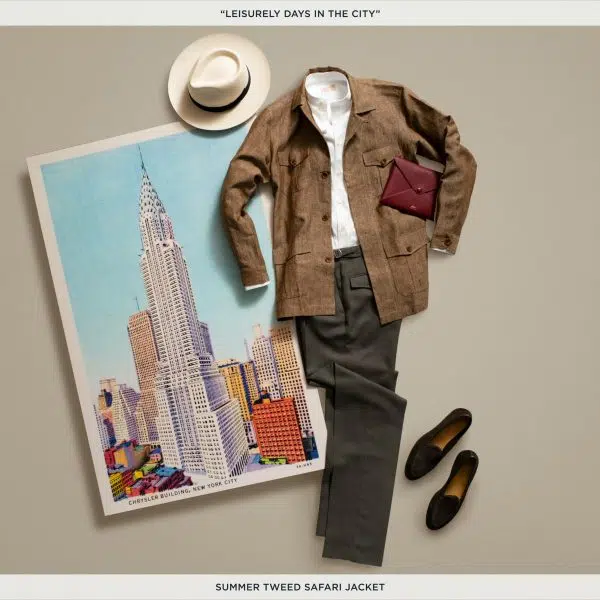 “LEISURELY DAYS IN THE CITY”
CHRYSLER BUILDING, NEW YORK CITY
SUMMER TWEED SAFARI JACKET